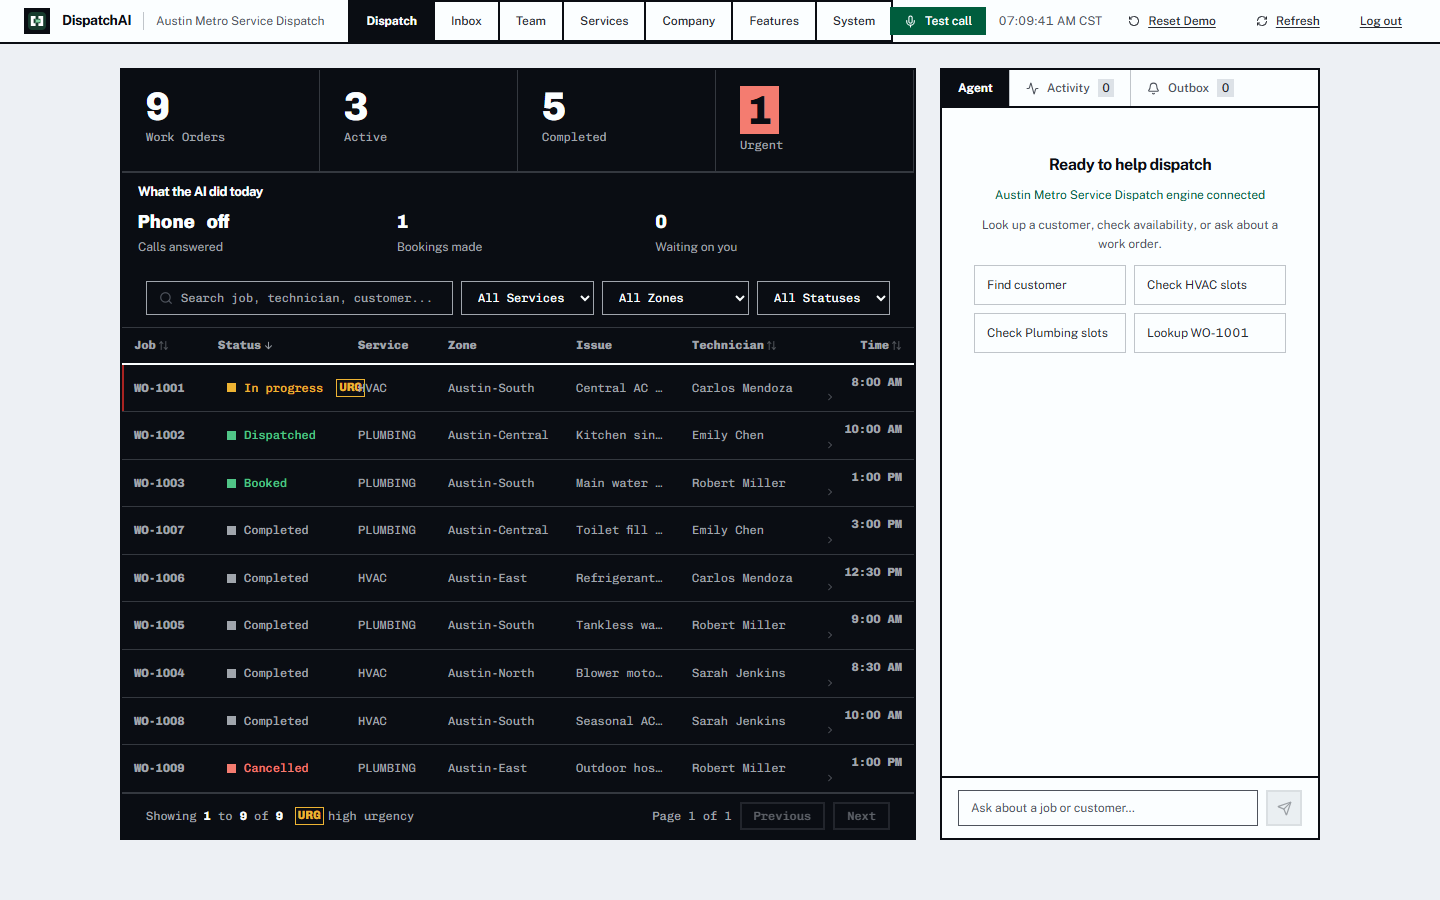 DispatchAI Austin Metro Service Dispatch Dispatch Inbox Team Services Company Features System Test call 07:09:41 AM CST Reset Demo Refresh Log out
9 3 5 1
Work Orders Active Completed Urgent
What the AI did today
Phone off 1 0
Calls answered Bookings made Waiting on you
Search job, technician, customer... All Services All Zones All Statuses
Job Status Service Zone Issue Technician Time
WO-1001 In progress URG HVAC Austin-South Central AC … Carlos Mendoza 8:00 AM
WO-1002 Dispatched PLUMBING Austin-Central Kitchen sin… Emily Chen 10:00 AM
WO-1003 Booked PLUMBING Austin-South Main water … Robert Miller 1:00 PM
WO-1007 Completed PLUMBING Austin-Central Toilet fill … Emily Chen 3:00 PM
WO-1006 Completed HVAC Austin-East Refrigerant… Carlos Mendoza 12:30 PM
WO-1005 Completed PLUMBING Austin-South Tankless wa… Robert Miller 9:00 AM
WO-1004 Completed HVAC Austin-North Blower moto… Sarah Jenkins 8:30 AM
WO-1008 Completed HVAC Austin-South Seasonal AC… Sarah Jenkins 10:00 AM
WO-1009 Cancelled PLUMBING Austin-East Outdoor hos… Robert Miller 1:00 PM
Showing 1 to 9 of 9 URG high urgency Page 1 of 1 Previous Next
Agent Activity 0 Outbox 0
Ready to help dispatch
Austin Metro Service Dispatch engine connected
Look up a customer, check availability, or ask about a
work order.
Find customer Check HVAC slots
Check Plumbing slots Lookup WO-1001
Ask about a job or customer...